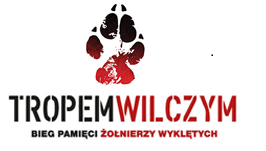 TROPEMWILCZYM
BIEG PAMIĘCI ŻOŁNIERZY WYKLĘTYCH